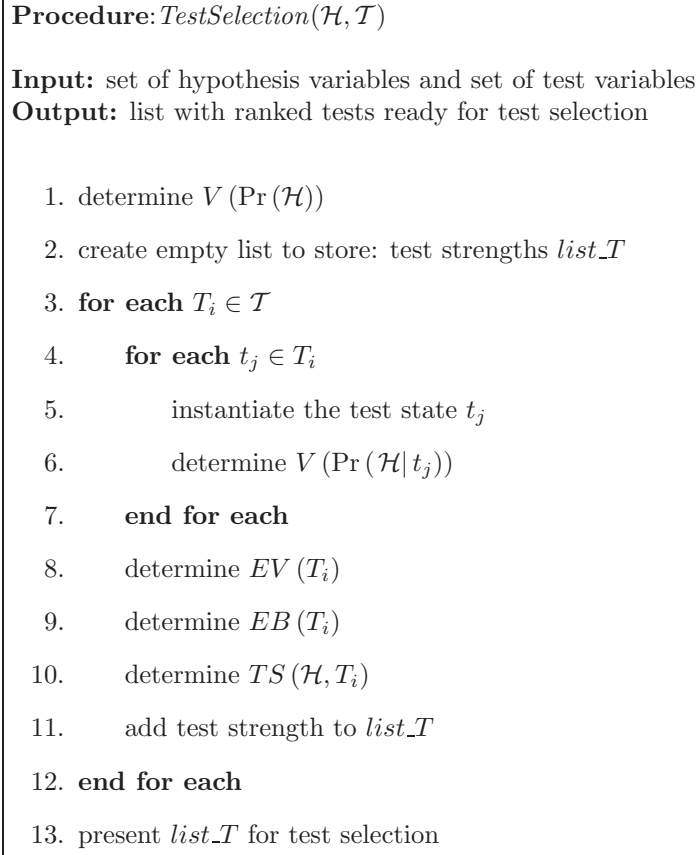 Procedure: TestSelection(ℋ, 𝒯)
Input: set of hypothesis variables and set of test variables
Output: list with ranked tests ready for test selection
1. determine V (Pr (ℋ))
2. create empty list to store: test strengths list_T
3. for each T_i ∈ 𝒯
4. for each t_j ∈ T_i
5. instantiate the test state t_j
6. determine V (Pr (ℋ| t_j))
7. end for each
8. determine EV (T_i)
9. determine EB (T_i)
10. determine TS (ℋ, T_i)
11. add test strength to list_T
12. end for each
13. present list_T for test selection